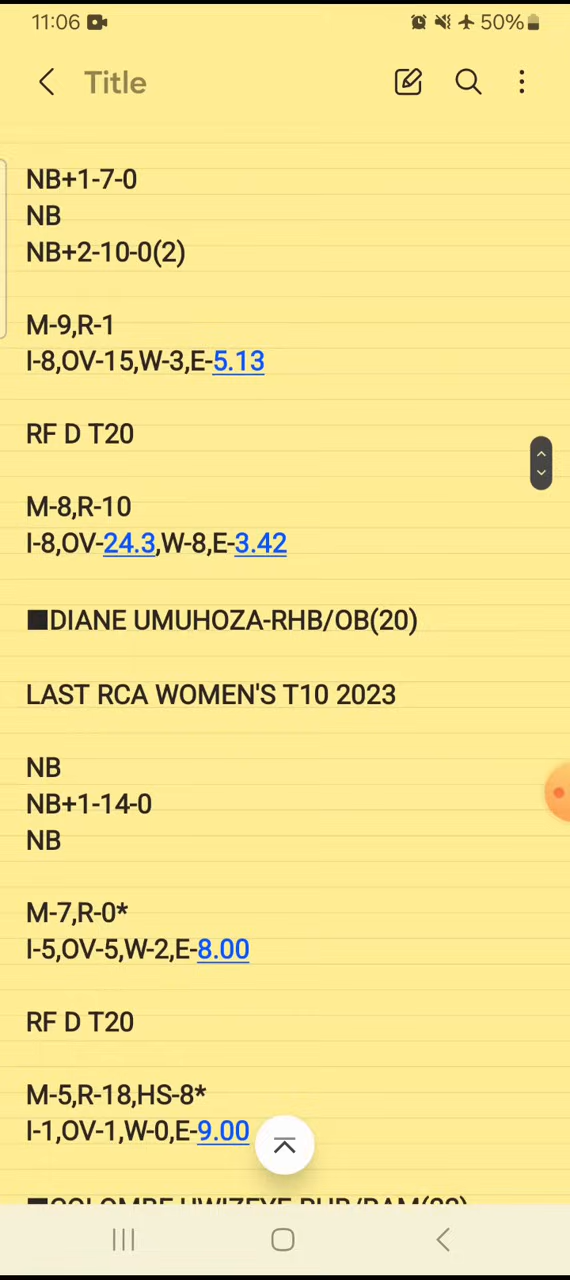 11:06 50%
Title
NB+1-7-0
NB
NB+2-10-0(2)
M-9,R-1
I-8,OV-15,W-3,E-5.13
RF D T20
M-8,R-10
I-8,OV-24.3,W-8,E-3.42
■DIANE UMUHOZA-RHB/OB(20)
LAST RCA WOMEN'S T10 2023
NB
NB+1-14-0
NB
M-7,R-0*
I-5,OV-5,W-2,E-8.00
RF D T20
M-5,R-18,HS-8*
I-1,OV-1,W-0,E-9.00